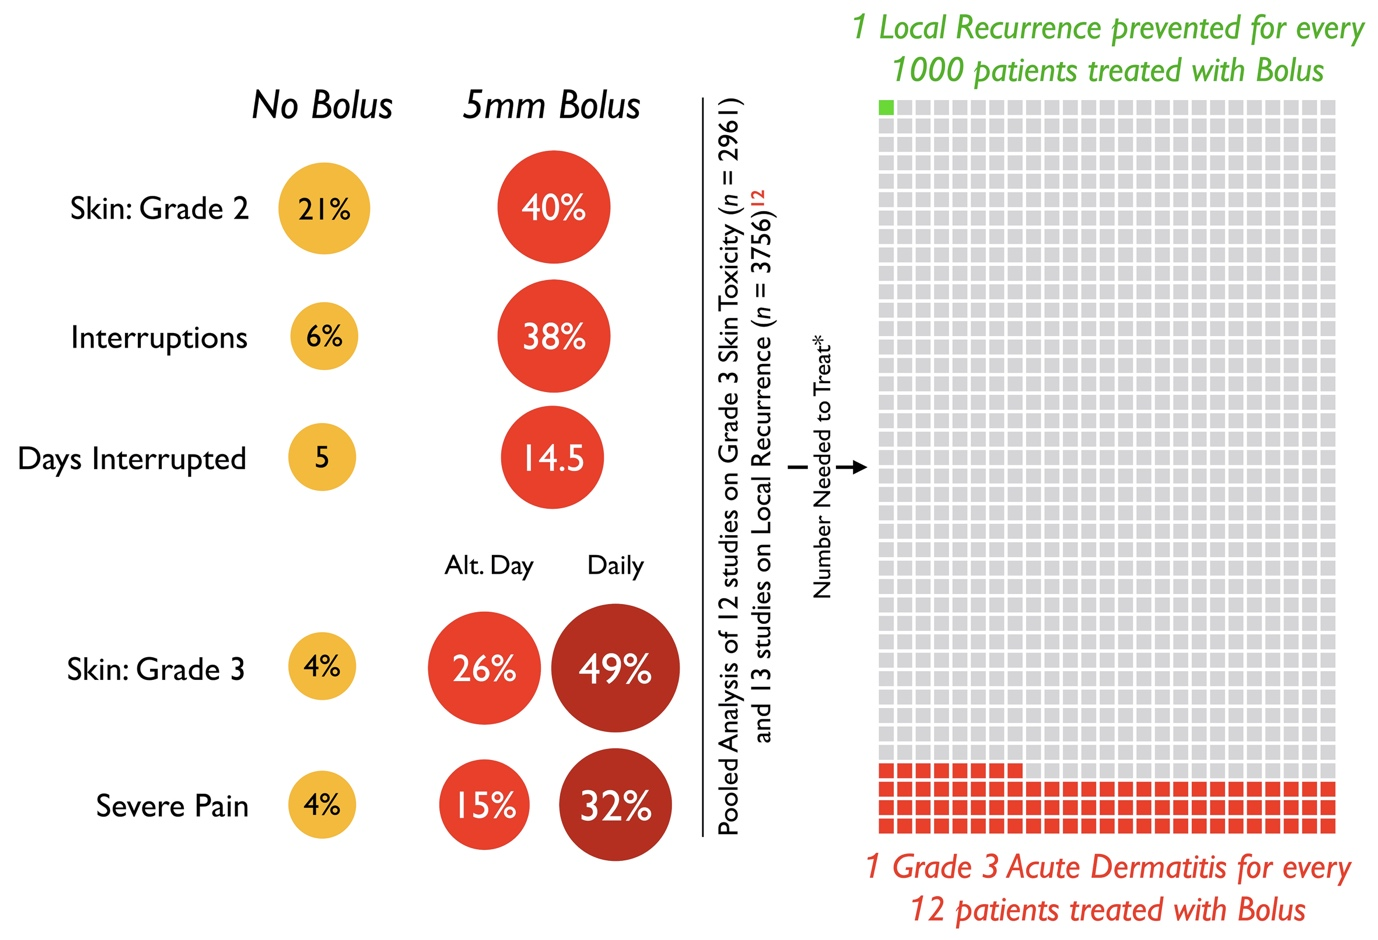 No Bolus 5mm Bolus
Skin: Grade 2 21% 40%
Interruptions 6% 38%
Days Interrupted 5 14.5
Alt. Day Daily
Skin: Grade 3 4% 26% 49%
Severe Pain 4% 15% 32%
Pooled Analysis of 12 studies on Grade 3 Skin Toxicity (n = 2961)
and 13 studies on Local Recurrence (n = 3756)12
Number Needed to Treat*
1 Local Recurrence prevented for every
1000 patients treated with Bolus
1 Grade 3 Acute Dermatitis for every
12 patients treated with Bolus